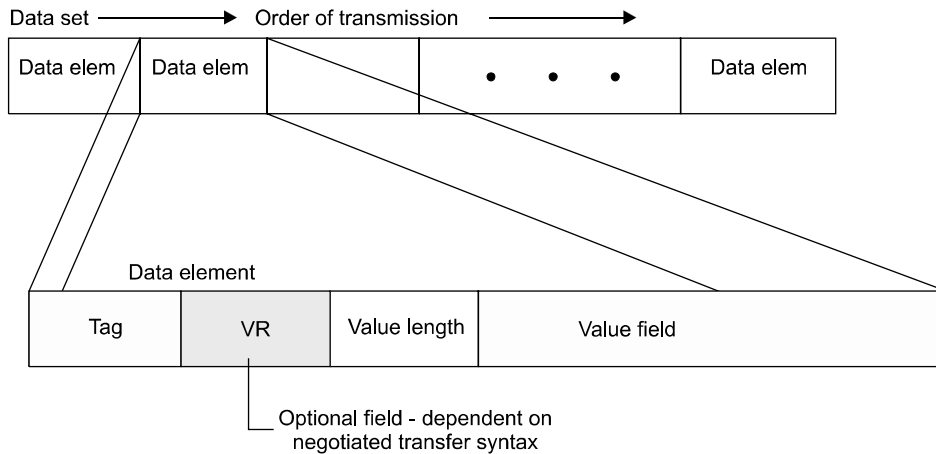 Data set Order of transmission
Data elem Data elem Data elem
Data element
Tag VR Value length Value field
Optional field - dependent on
negotiated transfer syntax